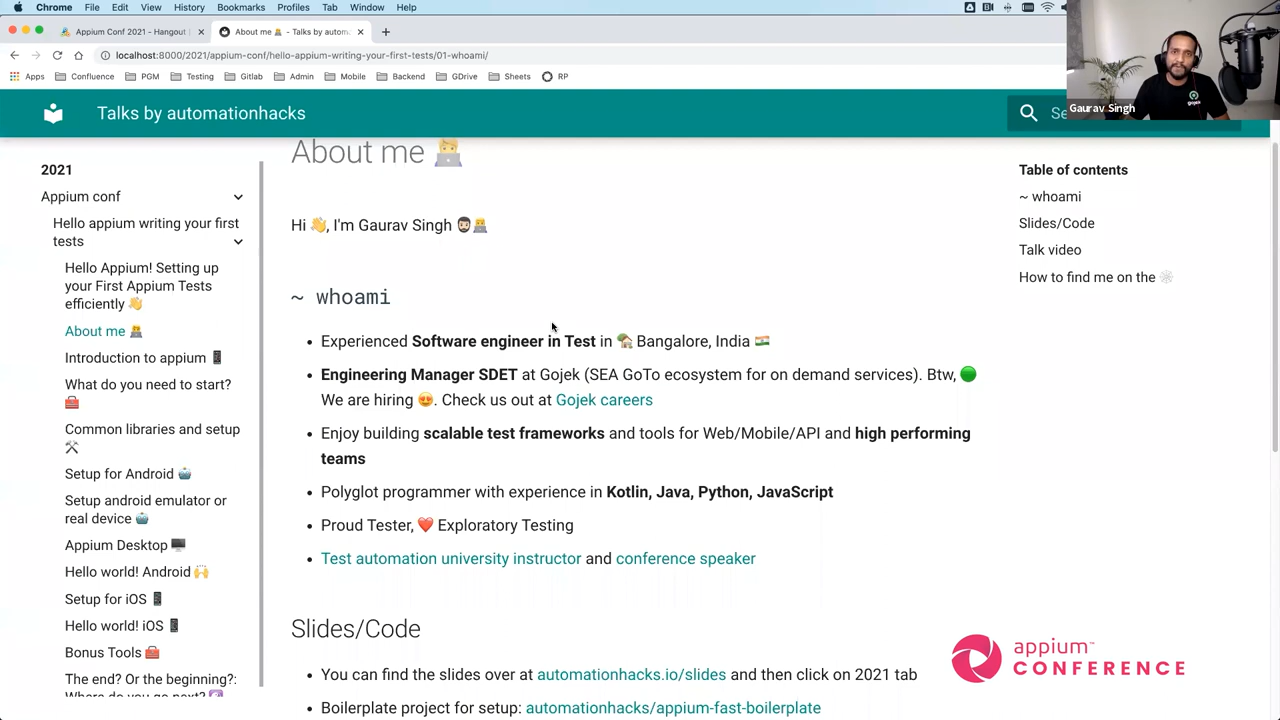 Chrome File Edit View History Bookmarks Profiles Tab Window Help
Appium Conf 2021 - Hangout
About me 👩‍💻 - Talks by autom
localhost:8000/2021/appium-conf/hello-appium-writing-your-first-tests/01-whoami/
Apps Confluence PGM Testing Gitlab Admin Mobile Backend GDrive Sheets RP
gojek
Gaurav Singh
Talks by automationhacks
Se
2021
Appium conf
Hello appium writing your first
tests
Hello Appium! Setting up
your First Appium Tests
efficiently 👋
About me 👩‍💻
Introduction to appium 📱
What do you need to start?
🧰
Common libraries and setup
⚒️
Setup for Android 🤖
Setup android emulator or
real device 🤖
Appium Desktop 🖥️
Hello world! Android 🙌
Setup for iOS 📱
Hello world! iOS 📱
Bonus Tools 🧰
The end? Or the beginning?:
Where do you go next?
About me 👨‍💻
Hi 👋, I'm Gaurav Singh 🧔🏻👨‍💻
~ whoami
• Experienced Software engineer in Test in 🏡 Bangalore, India 🇮🇳
• Engineering Manager SDET at Gojek (SEA GoTo ecosystem for on demand services). Btw, 🟢
We are hiring 😍. Check us out at Gojek careers
• Enjoy building scalable test frameworks and tools for Web/Mobile/API and high performing
teams
• Polyglot programmer with experience in Kotlin, Java, Python, JavaScript
• Proud Tester, ❤️ Exploratory Testing
• Test automation university instructor and conference speaker
Slides/Code
• You can find the slides over at automationhacks.io/slides and then click on 2021 tab
• Boilerplate project for setup: automationhacks/appium-fast-boilerplate
Table of contents
~ whoami
Slides/Code
Talk video
How to find me on the 🕸️
appium™
CONFERENCE